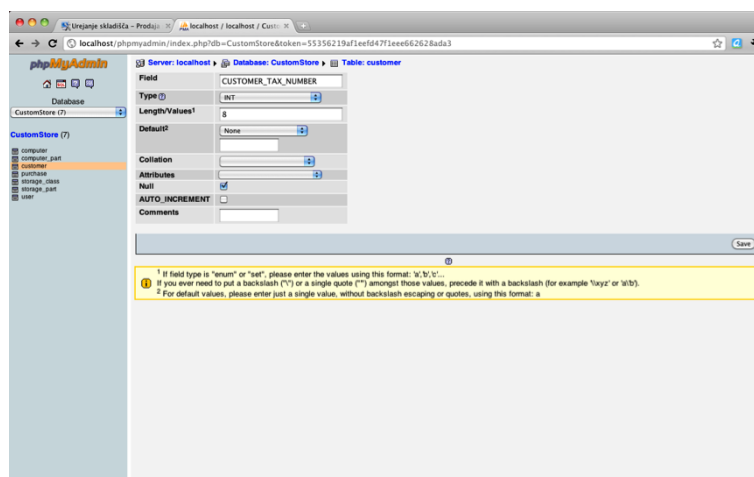 Urejanje skladišča – Prodaja
localhost / localhost / Custo
localhost/phpmyadmin/index.php?db=CustomStore&token=55356219af1eefd47f1eee662628ada3
phpMyAdmin
Database
CustomStore (7)
CustomStore (7)
computer
computer_part
customer
purchase
storage_class
storage_part
user
Server: localhost Database: CustomStore Table: customer
Field CUSTOMER_TAX_NUMBER
Type INT
Length/Values1 8
Default2 None
Collation
Attributes
Null
AUTO_INCREMENT
Comments
Save
1 If field type is "enum" or "set", please enter the values using this format: 'a','b','c'...
If you ever need to put a backslash ("\") or a single quote ("'") amongst those values, precede it with a backslash (for example '\\xyz' or 'a\'b').
2 For default values, please enter just a single value, without backslash escaping or quotes, using this format: a